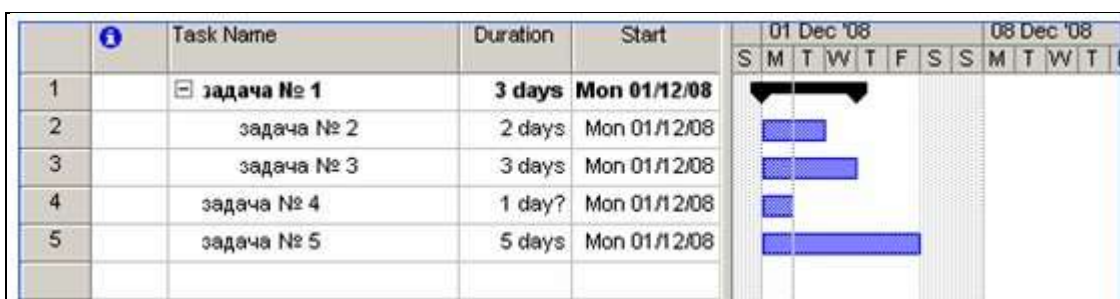 Task Name Duration Start 01 Dec '08 08 Dec '08
S M T W T F S S M T W T
1 задача № 1 3 days Mon 01/12/08
2 задача № 2 2 days Mon 01/12/08
3 задача № 3 3 days Mon 01/12/08
4 задача № 4 1 day? Mon 01/12/08
5 задача № 5 5 days Mon 01/12/08